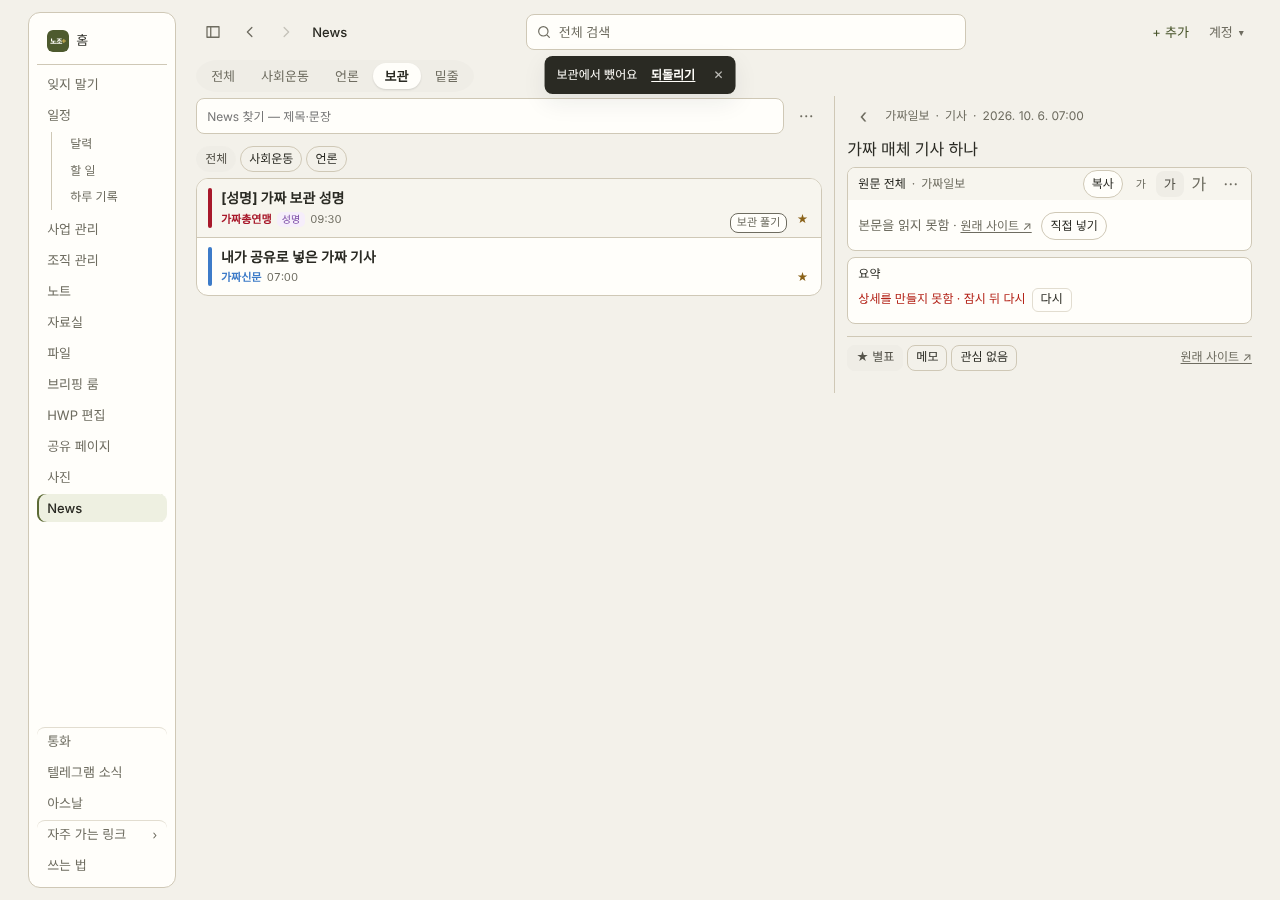 노조+ 홈
잊지 말기
일정
달력
할 일
하루 기록
사업 관리
조직 관리
노트
자료실
파일
브리핑 룸
HWP 편집
공유 페이지
사진
News
통화
텔레그램 소식
아스날
자주 가는 링크 ›
쓰는 법
News
전체 검색
+ 추가 계정 ▾
전체 사회운동 언론 보관 밑줄
보관에서 뺐어요 되돌리기 ✕
News 찾기 — 제목·문장 ⋯
전체 사회운동 언론
[성명] 가짜 보관 성명
가짜총연맹 성명 09:30
보관 풀기 ★
내가 공유로 넣은 가짜 기사
가짜신문 07:00 ★
가짜일보 · 기사 · 2026. 10. 6. 07:00
가짜 매체 기사 하나
원문 전체 · 가짜일보 복사 가 가 가 ⋯
본문을 읽지 못함 · 원래 사이트 ↗ 직접 넣기
요약
상세를 만들지 못함 · 잠시 뒤 다시 다시
★ 별표 메모 관심 없음 원래 사이트 ↗